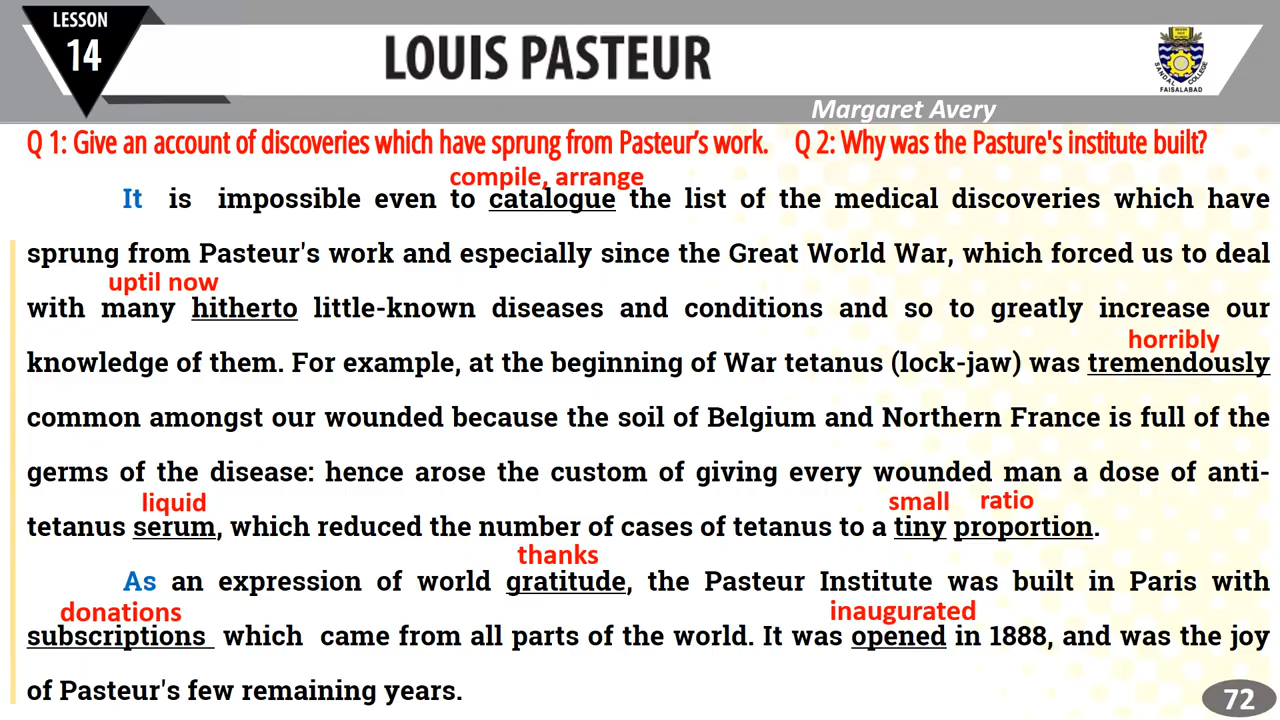 LESSON
14
LOUIS PASTEUR
SANDAL COLLEGE
FAISALABAD
Margaret Avery
Q 1: Give an account of discoveries which have sprung from Pasteur's work. Q 2: Why was the Pasture's institute built?
compile, arrange
It is impossible even to catalogue the list of the medical discoveries which have
sprung from Pasteur's work and especially since the Great World War, which forced us to deal
uptil now
with many hitherto little-known diseases and conditions and so to greatly increase our
horribly
knowledge of them. For example, at the beginning of War tetanus (lock-jaw) was tremendously
common amongst our wounded because the soil of Belgium and Northern France is full of the
germs of the disease: hence arose the custom of giving every wounded man a dose of anti-
liquid small ratio
tetanus serum, which reduced the number of cases of tetanus to a tiny proportion.
thanks
As an expression of world gratitude, the Pasteur Institute was built in Paris with
donations inaugurated
subscriptions which came from all parts of the world. It was opened in 1888, and was the joy
of Pasteur's few remaining years.
72